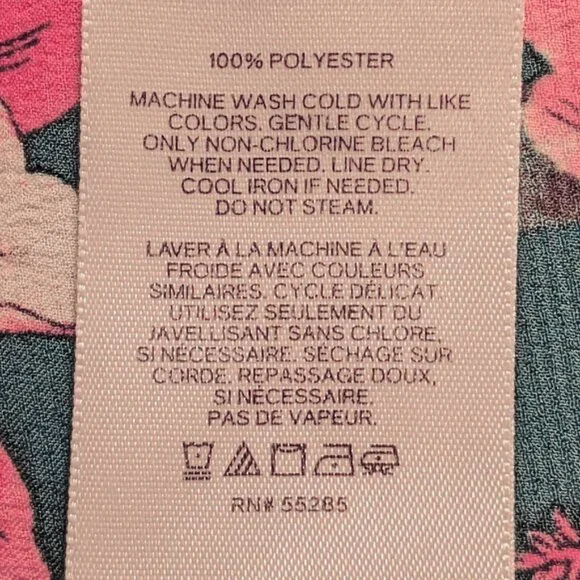 100% POLYESTER
MACHINE WASH COLD WITH LIKE
COLORS. GENTLE CYCLE.
ONLY NON-CHLORINE BLEACH
WHEN NEEDED. LINE DRY.
COOL IRON IF NEEDED.
DO NOT STEAM.
LAVER À LA MACHINE À L'EAU
FROIDE AVEC COULEURS
SIMILAIRES. CYCLE DÉLICAT
UTILISEZ SEULEMENT DU
JAVELLISANT SANS CHLORE,
SI NÉCESSAIRE. SÉCHAGE SUR
CORDE. REPASSAGE DOUX,
SI NÉCESSAIRE.
PAS DE VAPEUR.
RN# 55285